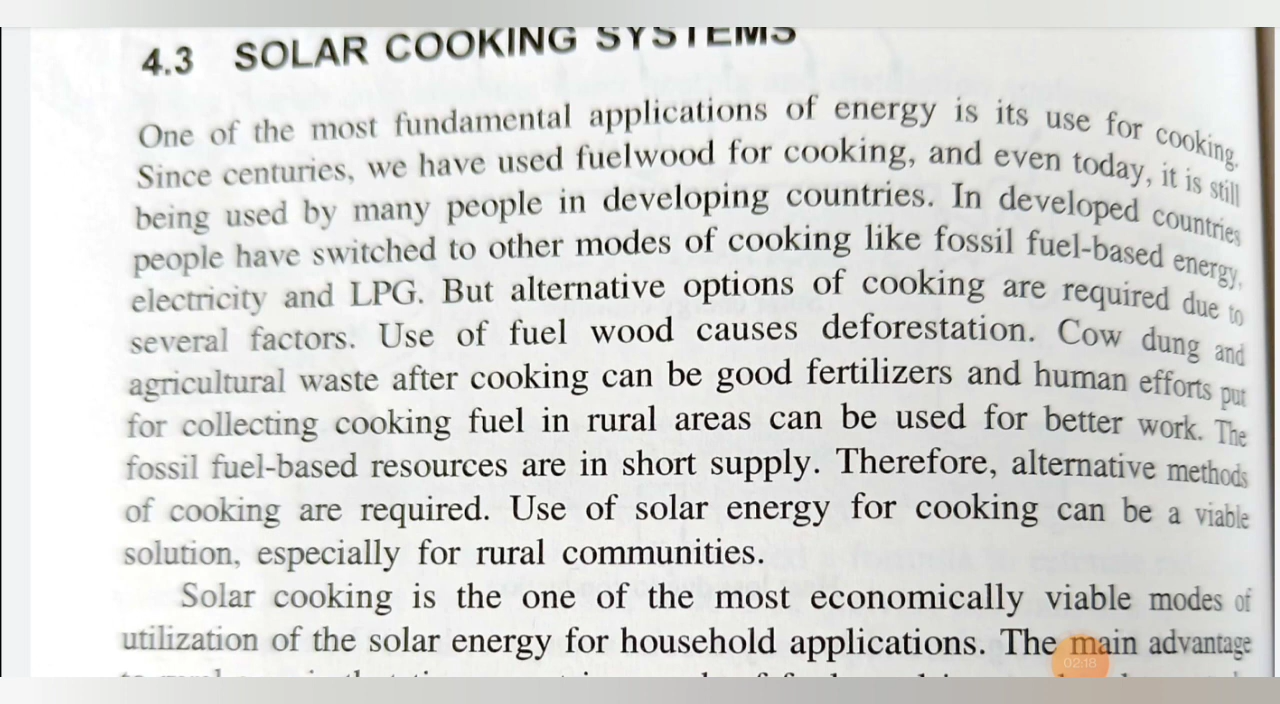 4.3 SOLAR COOKING SYSTEMS
One of the most fundamental applications of energy is its use for cooking.
Since centuries, we have used fuelwood for cooking, and even today, it is still
being used by many people in developing countries. In developed countries
people have switched to other modes of cooking like fossil fuel-based energy,
electricity and LPG. But alternative options of cooking are required due to
several factors. Use of fuel wood causes deforestation. Cow dung and
agricultural waste after cooking can be good fertilizers and human efforts put
for collecting cooking fuel in rural areas can be used for better work. The
fossil fuel-based resources are in short supply. Therefore, alternative methods
of cooking are required. Use of solar energy for cooking can be a viable
solution, especially for rural communities.
Solar cooking is the one of the most economically viable modes of
utilization of the solar energy for household applications. The main advantage
02:18